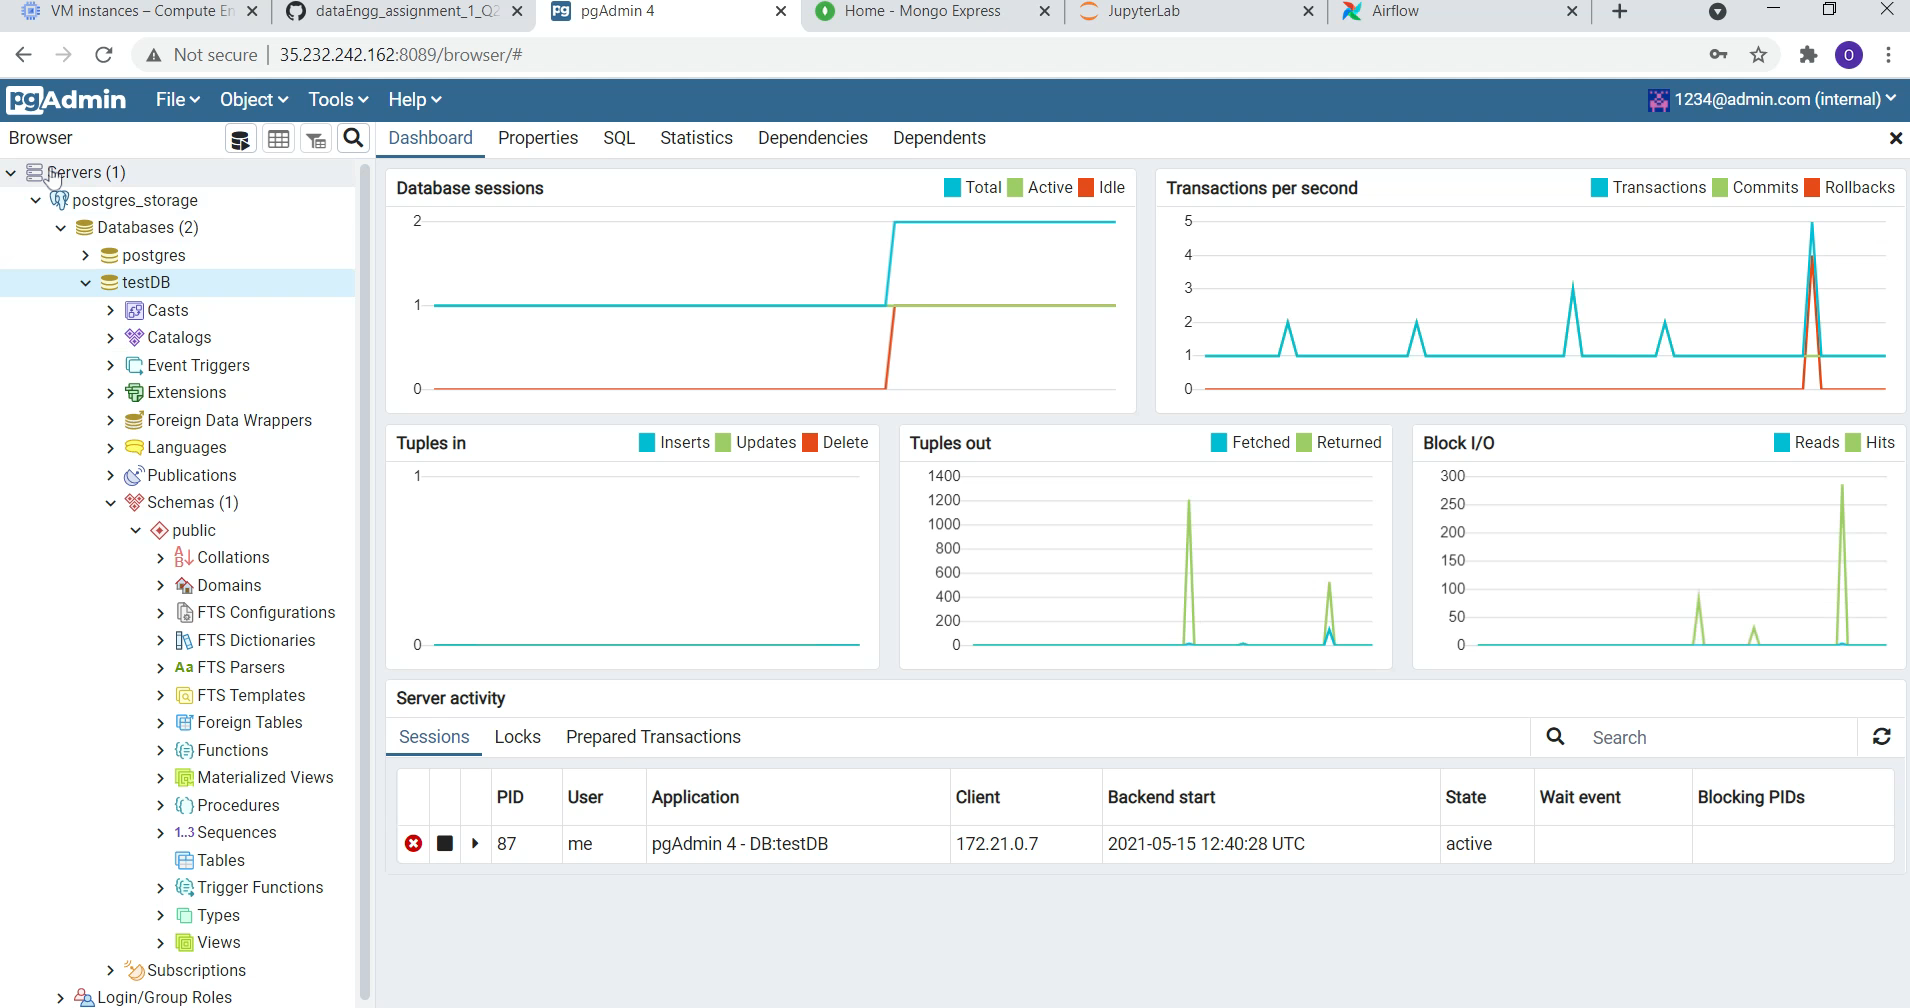 VM instances – Compute En
dataEngg_assignment_1_Q2
pgAdmin 4
Home - Mongo Express
JupyterLab
Airflow
Not secure | 35.232.242.162:8089/browser/#
O
pgAdmin File Object Tools Help 1234@admin.com (internal)
Browser
Dashboard Properties SQL Statistics Dependencies Dependents
Servers (1)
postgres_storage
Databases (2)
postgres
testDB
Casts
Catalogs
Event Triggers
Extensions
Foreign Data Wrappers
Languages
Publications
Schemas (1)
public
Collations
Domains
FTS Configurations
FTS Dictionaries
Aa FTS Parsers
FTS Templates
Foreign Tables
Functions
Materialized Views
Procedures
1..3 Sequences
Tables
Trigger Functions
Types
Views
Subscriptions
Login/Group Roles
Database sessions Total Active Idle
2
1
0
Transactions per second Transactions Commits Rollbacks
5
4
3
2
1
0
Tuples in Inserts Updates Delete
1
0
Tuples out Fetched Returned
1400
1200
1000
800
600
400
200
0
Block I/O Reads Hits
300
250
200
150
100
50
0
Server activity
Sessions Locks Prepared Transactions Search
PID User Application Client Backend start State Wait event Blocking PIDs
87 me pgAdmin 4 - DB:testDB 172.21.0.7 2021-05-15 12:40:28 UTC active